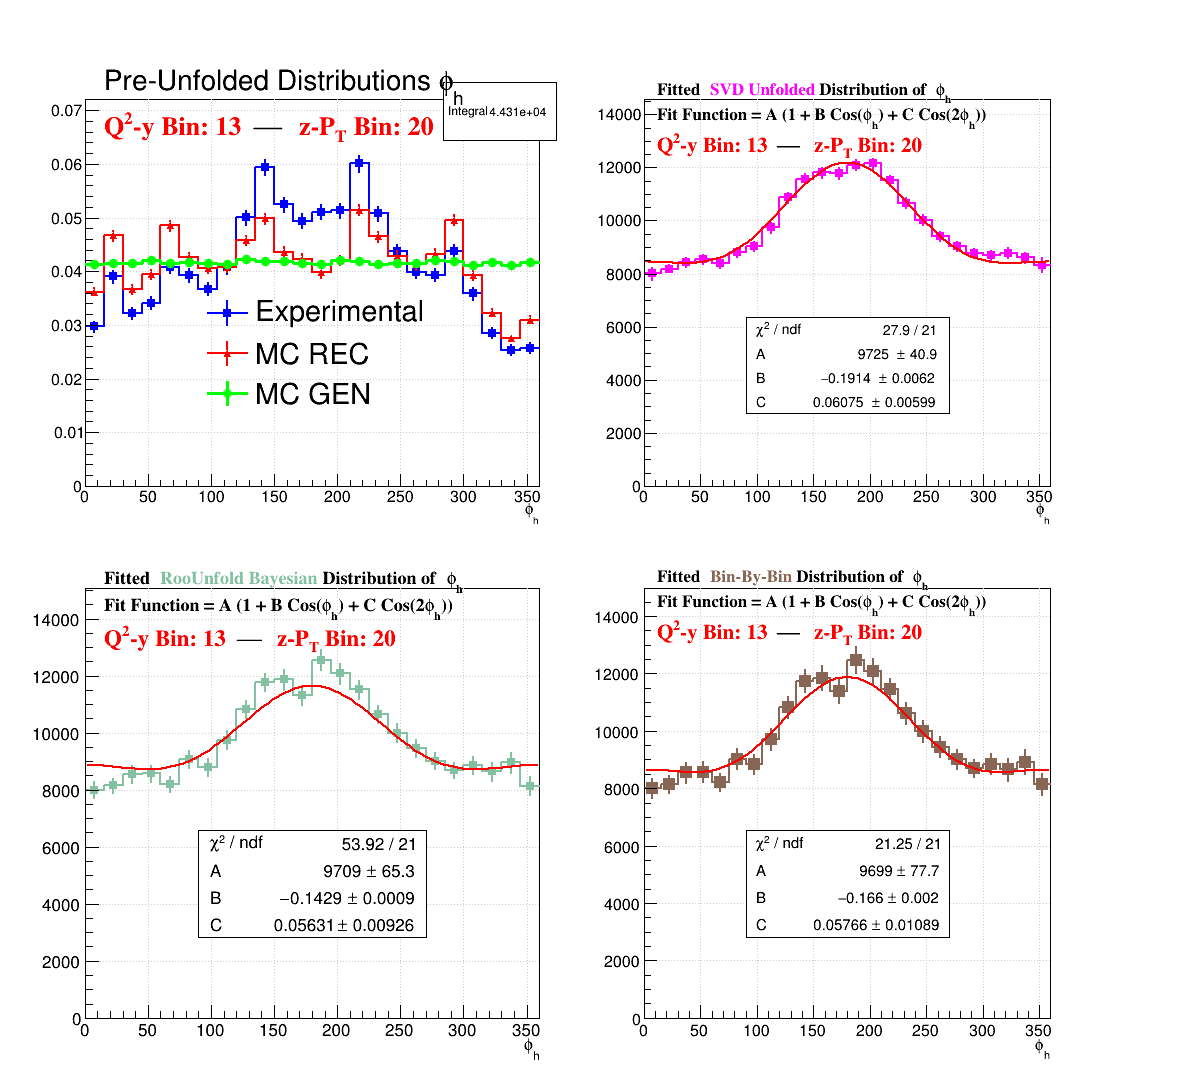 Pre-Unfolded Distributions ϕh
Integral 4.431e+04
Q²-y Bin: 13 — z-PT Bin: 20
0.07
0.06
0.05
0.04
0.03
0.02
0.01
0
Experimental
MC REC
MC GEN
0 50 100 150 200 250 300 350
ϕh
Fitted SVD Unfolded Distribution of ϕh
Fit Function = A (1 + B Cos(ϕh) + C Cos(2ϕh))
Q²-y Bin: 13 — z-PT Bin: 20
14000
12000
10000
8000
6000
4000
2000
0
χ² / ndf 27.9 / 21
A 9725 ± 40.9
B −0.1914 ± 0.0062
C 0.06075 ± 0.00599
0 50 100 150 200 250 300 350
ϕh
Fitted RooUnfold Bayesian Distribution of ϕh
Fit Function = A (1 + B Cos(ϕh) + C Cos(2ϕh))
Q²-y Bin: 13 — z-PT Bin: 20
14000
12000
10000
8000
6000
4000
2000
0
χ² / ndf 53.92 / 21
A 9709 ± 65.3
B −0.1429 ± 0.0009
C 0.05631 ± 0.00926
0 50 100 150 200 250 300 350
ϕh
Fitted Bin-By-Bin Distribution of ϕh
Fit Function = A (1 + B Cos(ϕh) + C Cos(2ϕh))
Q²-y Bin: 13 — z-PT Bin: 20
14000
12000
10000
8000
6000
4000
2000
0
χ² / ndf 21.25 / 21
A 9699 ± 77.7
B −0.166 ± 0.002
C 0.05766 ± 0.01089
0 50 100 150 200 250 300 350
ϕh